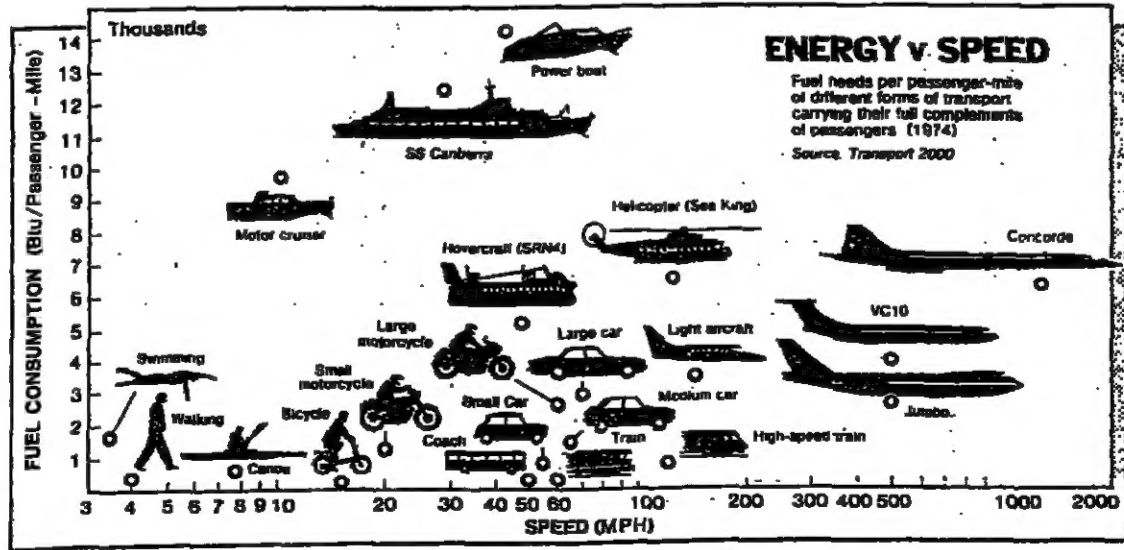 Thousands
ENERGY v SPEED
Fuel needs per passenger-mile
of different forms of transport
carrying their full complements
of passengers (1974)
Source. Transport 2000
FUEL CONSUMPTION (Btu/Passenger-Mile)
14
13
12
11
10
9
8
7
6
5
4
3
2
1
Power boat
SS Canberra
Motor cruiser
Helicopter (Sea King)
Concorde
Hovercraft (SRN4)
VC10
Large
motorcycle
Large car
Light aircraft
Swimming
Small
motorcycle
Small Car
Medium car
Jumbo
Walking
Bicycle
Coach
Train
High-speed train
Canoe
3 4 5 6 7 8 9 10 20 30 40 50 60 100 200 300 400 500 1000 2000
SPEED (MPH)